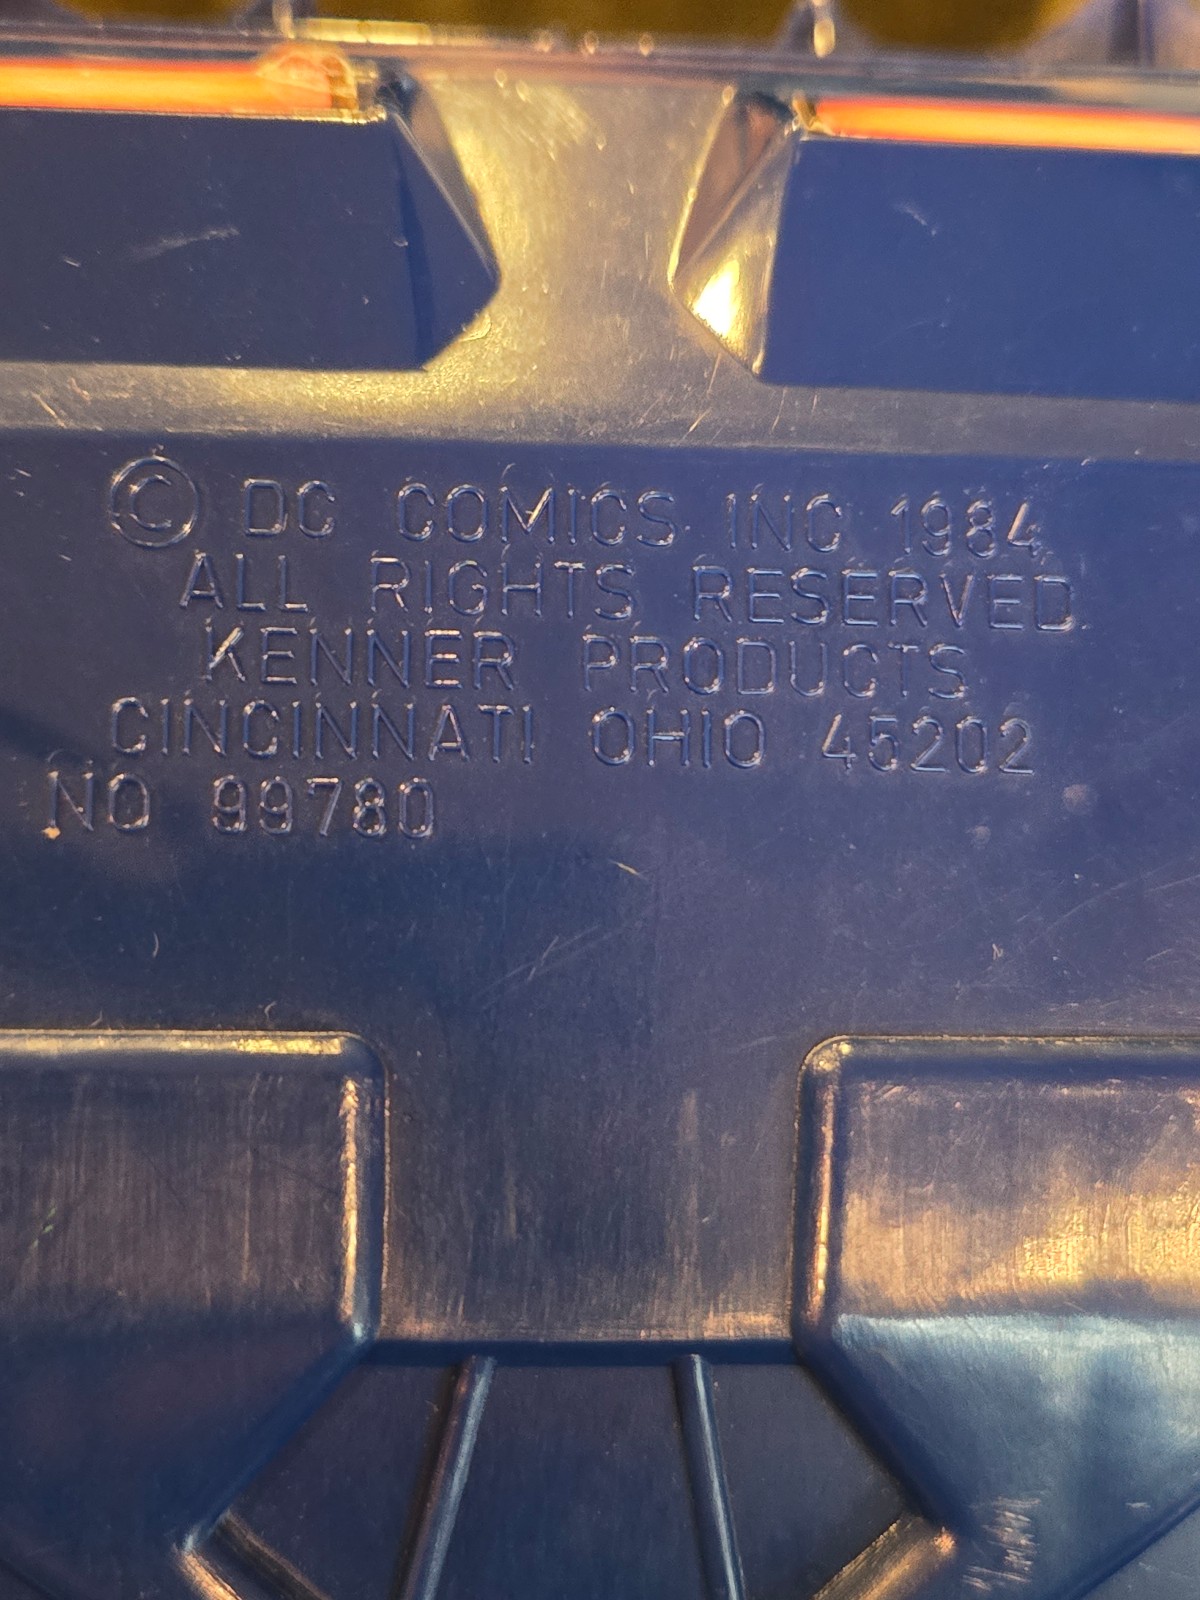 © DC COMICS INC 1984
ALL RIGHTS RESERVED
KENNER PRODUCTS
CINCINNATI OHIO 45202
NO 99780